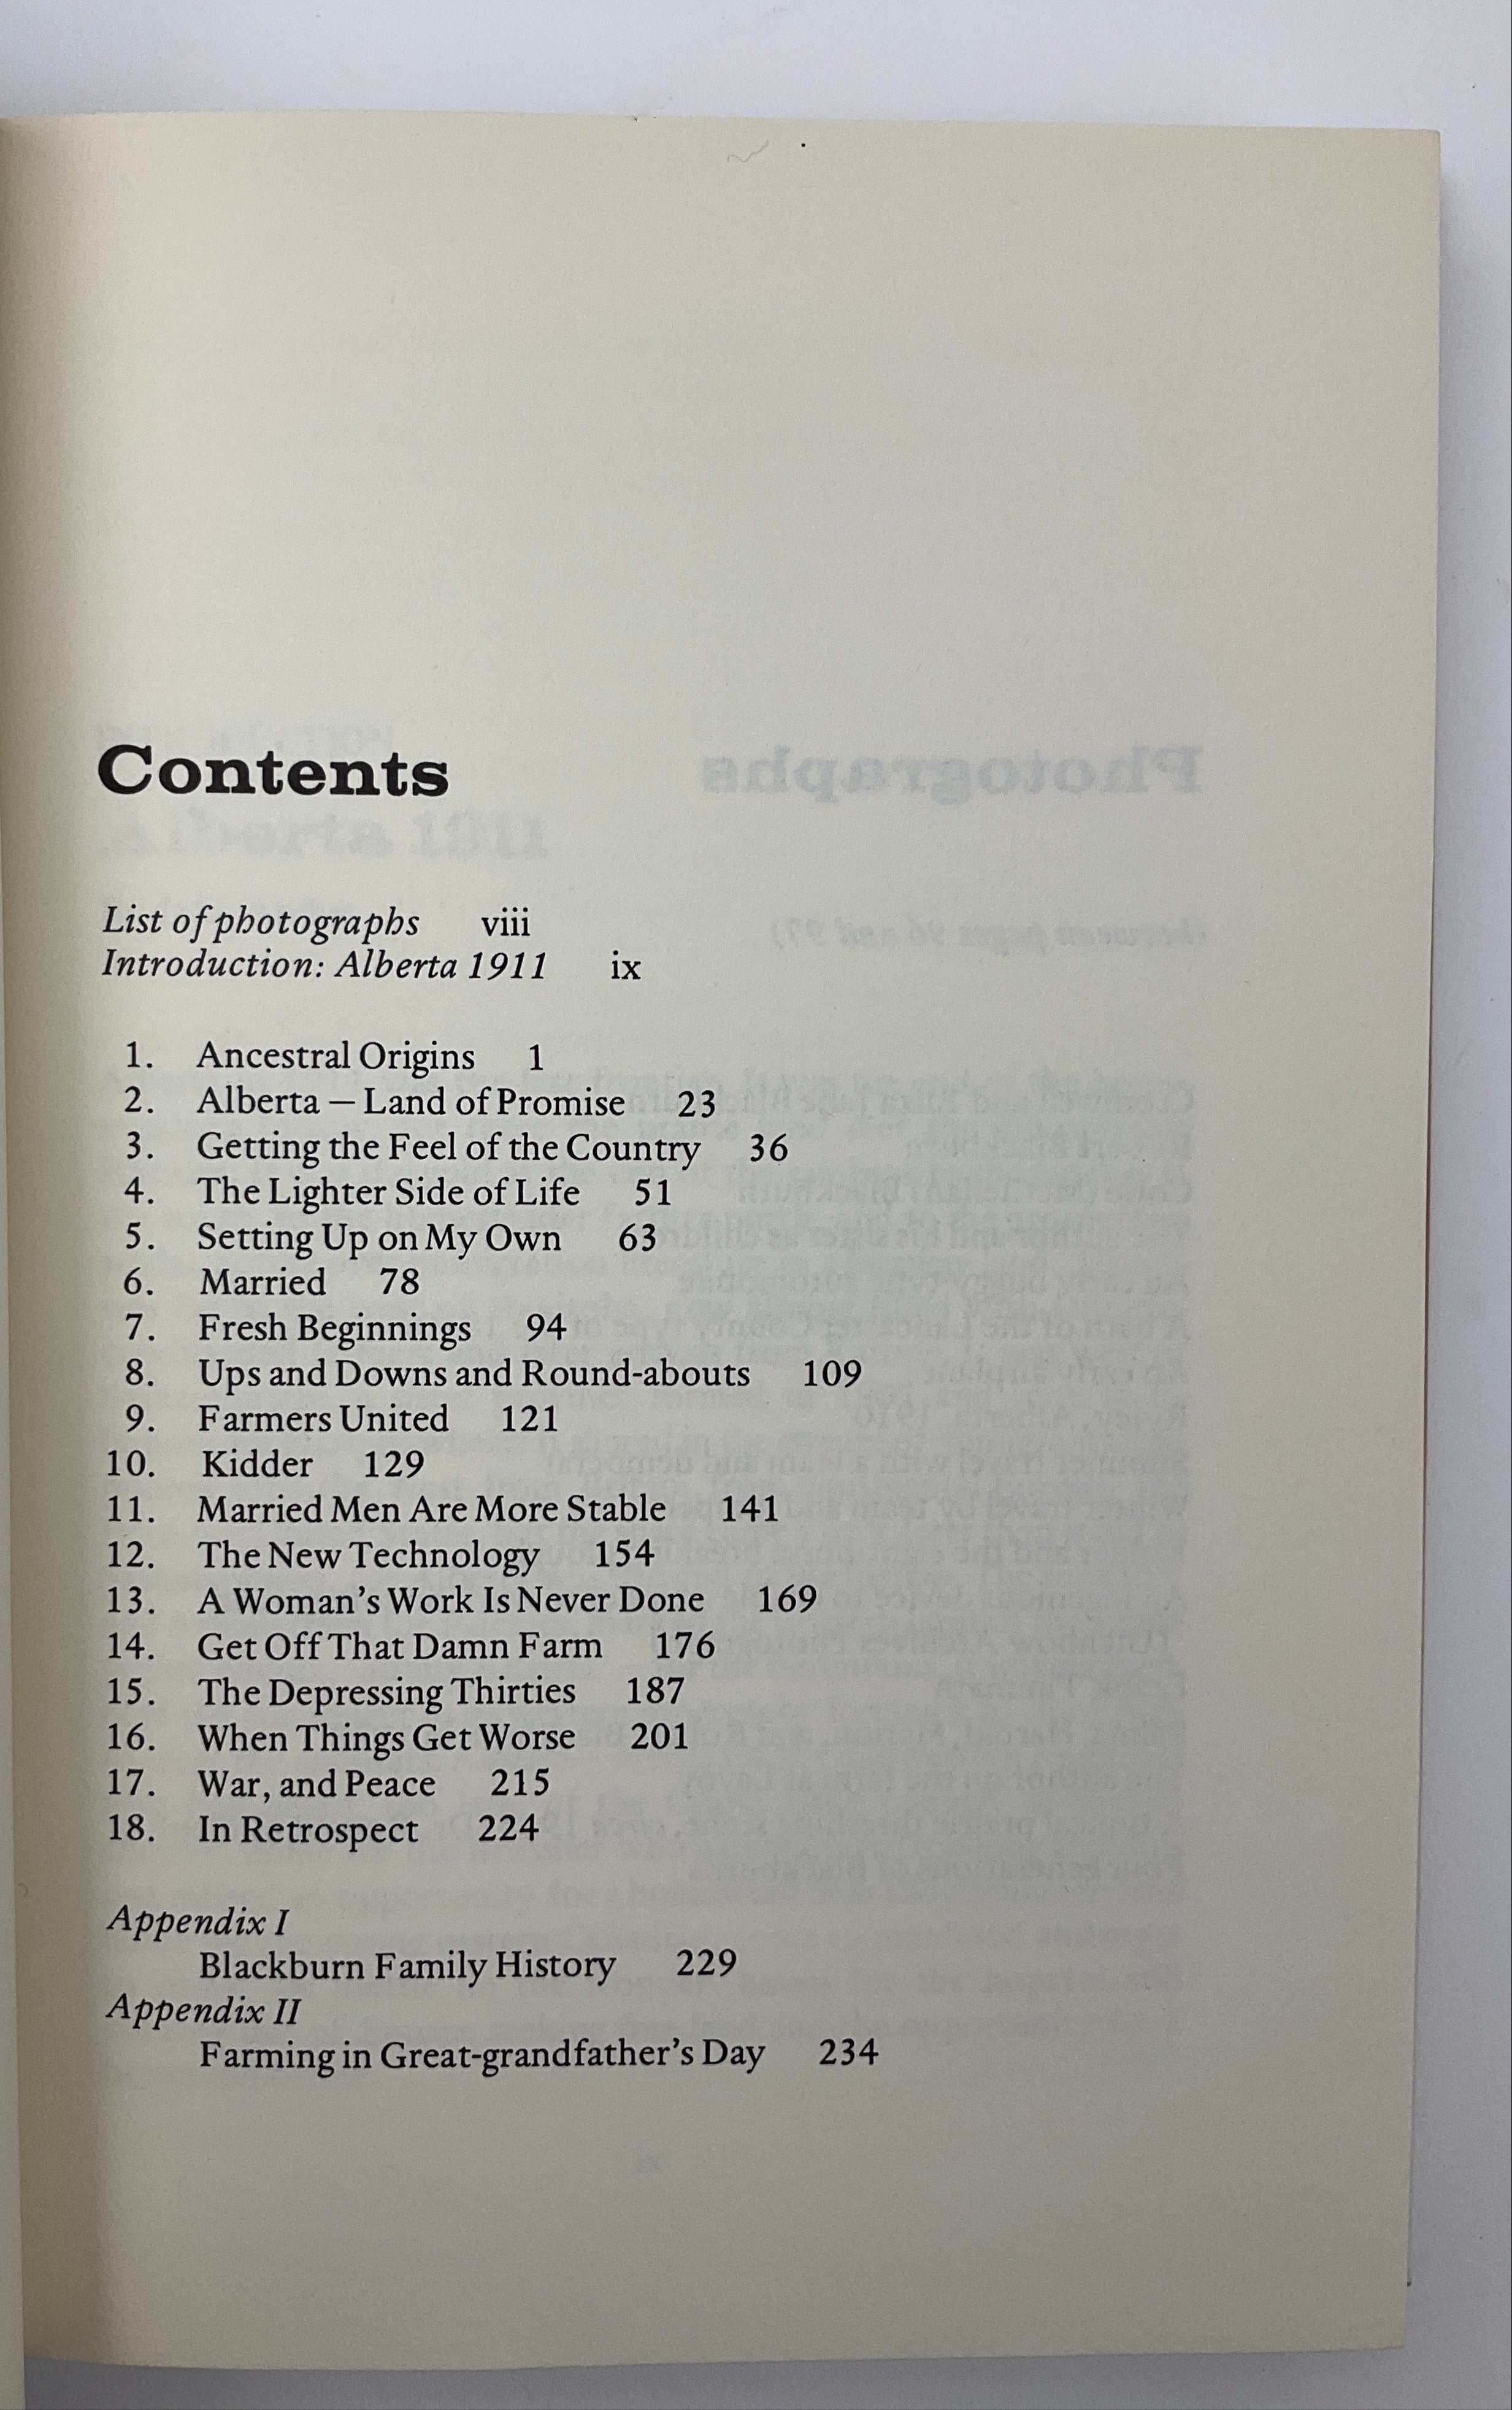 Contents
List of photographs viii
Introduction: Alberta 1911 ix
1. Ancestral Origins 1
2. Alberta — Land of Promise 23
3. Getting the Feel of the Country 36
4. The Lighter Side of Life 51
5. Setting Up on My Own 63
6. Married 78
7. Fresh Beginnings 94
8. Ups and Downs and Round-abouts 109
9. Farmers United 121
10. Kidder 129
11. Married Men Are More Stable 141
12. The New Technology 154
13. A Woman's Work Is Never Done 169
14. Get Off That Damn Farm 176
15. The Depressing Thirties 187
16. When Things Get Worse 201
17. War, and Peace 215
18. In Retrospect 224
Appendix I
Blackburn Family History 229
Appendix II
Farming in Great-grandfather's Day 234